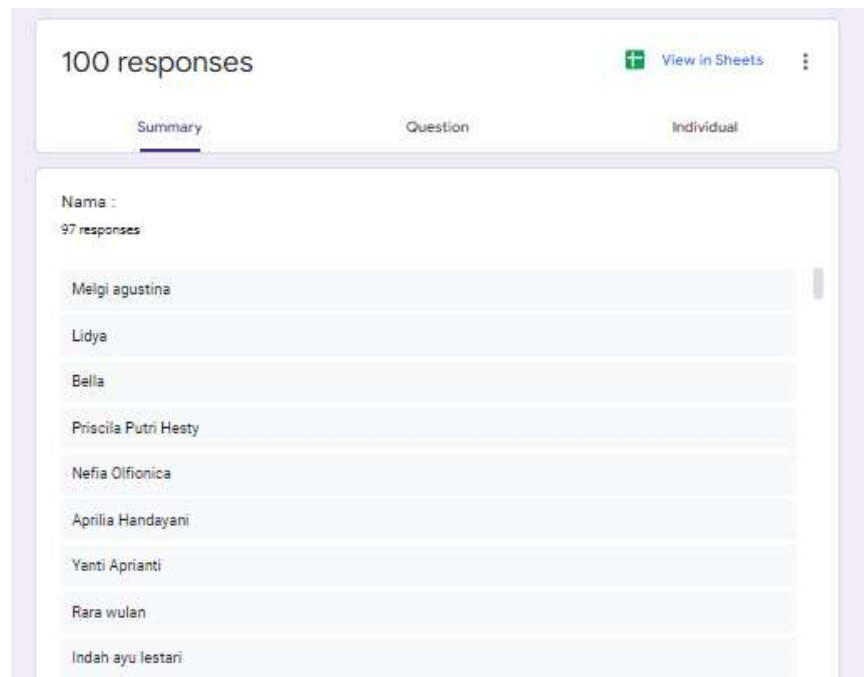 100 responses
View in Sheets
Summary Question Individual
Nama :
97 responses
Melgi agustina
Lidya
Bella
Priscila Putri Hesty
Nefia Olfionica
Aprilia Handayani
Yanti Aprianti
Rara wulan
Indah ayu lestari